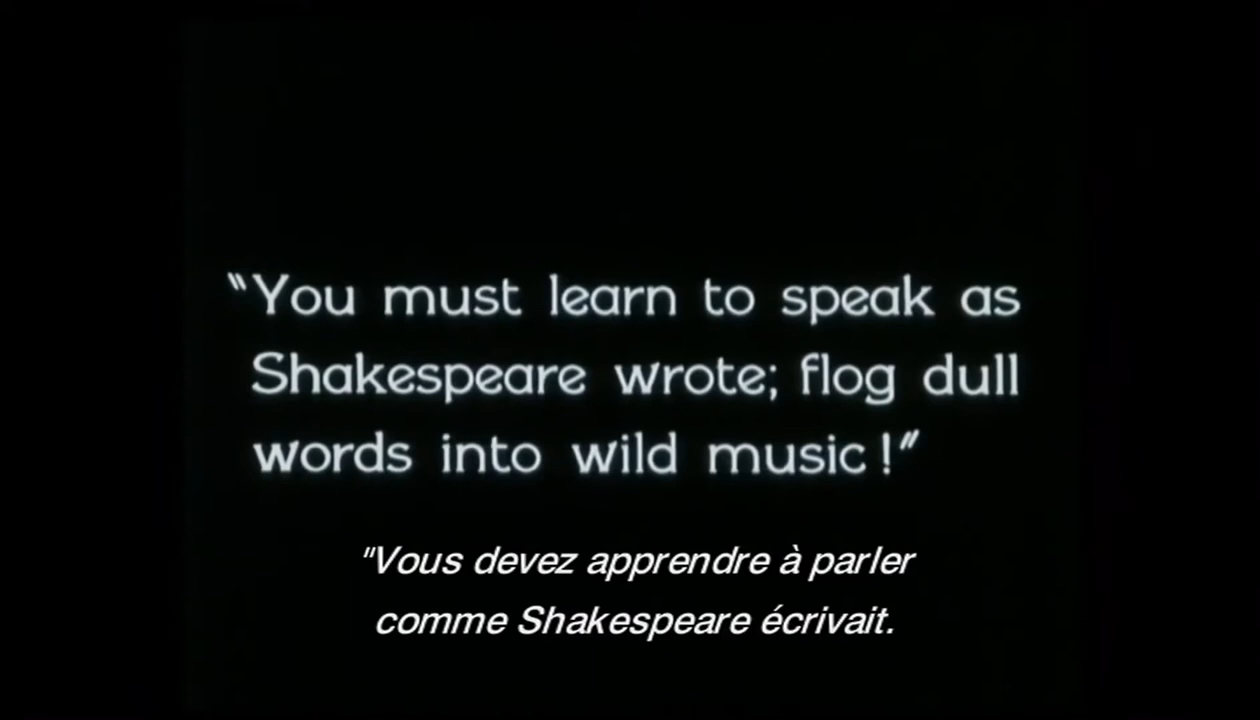 "You must learn to speak as
Shakespeare wrote; flog dull
words into wild music!"
"Vous devez apprendre à parler
comme Shakespeare écrivait.